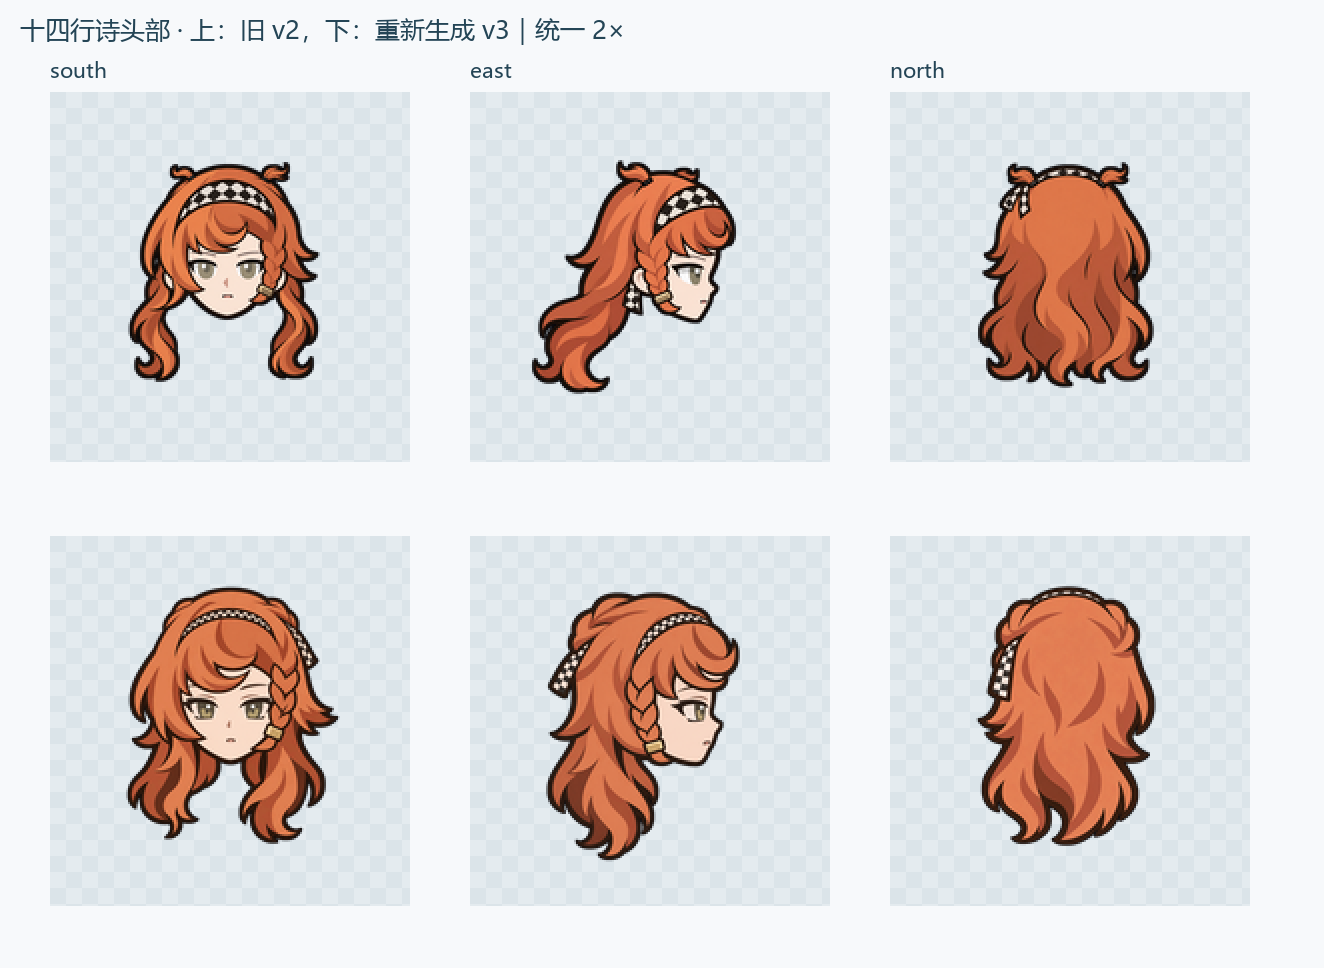 十四行诗头部 · 上：旧 v2，下：重新生成 v3 | 统一 2×
south
east
north